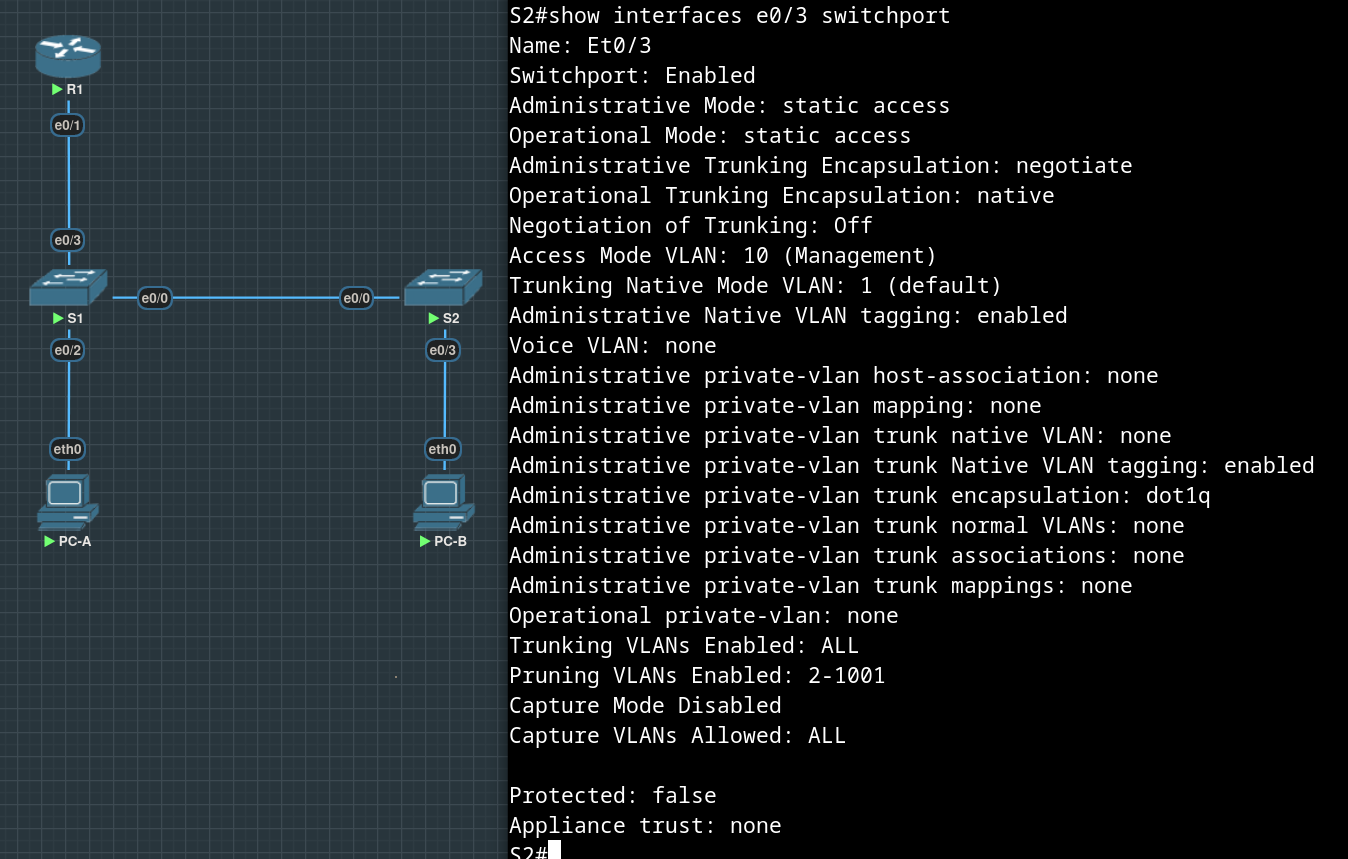 R1
e0/1
e0/3
S1
e0/0
e0/0
S2
e0/2
e0/3
eth0
eth0
PC-A
PC-B
S2#show interfaces e0/3 switchport
Name: Et0/3
Switchport: Enabled
Administrative Mode: static access
Operational Mode: static access
Administrative Trunking Encapsulation: negotiate
Operational Trunking Encapsulation: native
Negotiation of Trunking: Off
Access Mode VLAN: 10 (Management)
Trunking Native Mode VLAN: 1 (default)
Administrative Native VLAN tagging: enabled
Voice VLAN: none
Administrative private-vlan host-association: none
Administrative private-vlan mapping: none
Administrative private-vlan trunk native VLAN: none
Administrative private-vlan trunk Native VLAN tagging: enabled
Administrative private-vlan trunk encapsulation: dot1q
Administrative private-vlan trunk normal VLANs: none
Administrative private-vlan trunk associations: none
Administrative private-vlan trunk mappings: none
Operational private-vlan: none
Trunking VLANs Enabled: ALL
Pruning VLANs Enabled: 2-1001
Capture Mode Disabled
Capture VLANs Allowed: ALL
Protected: false
Appliance trust: none
S2#